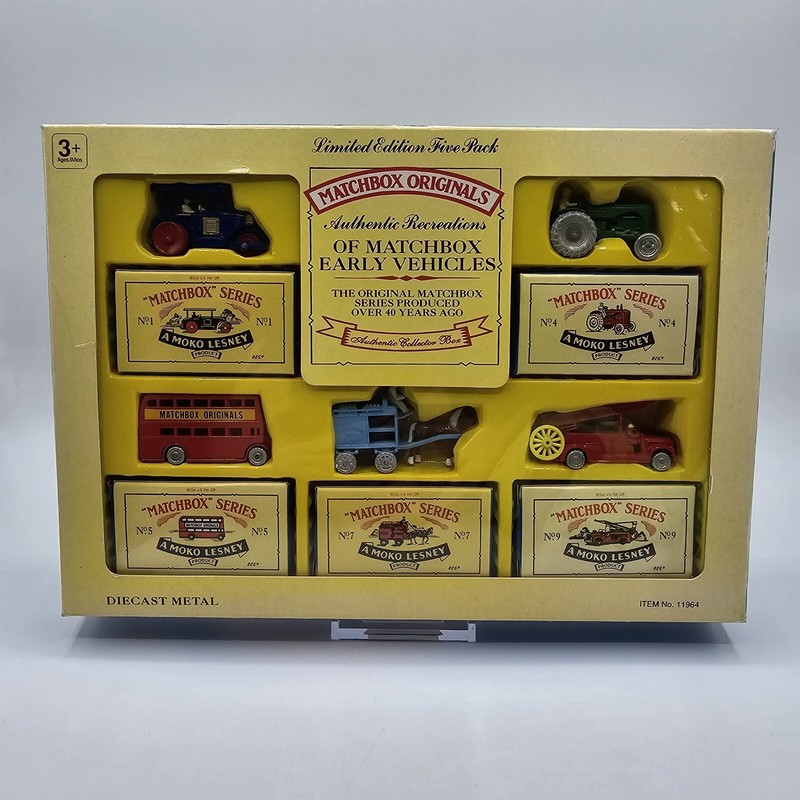 Limited Edition Five Pack
3+
Ages/Años
MATCHBOX ORIGINALS
Authentic Recreations
OF MATCHBOX
EARLY VEHICLES
THE ORIGINAL MATCHBOX
SERIES PRODUCED
OVER 40 YEARS AGO
Authentic Collector Box
"MATCHBOX" SERIES
No1 No1
A MOKO LESNEY
PRODUCT
"MATCHBOX" SERIES
No4 No4
A MOKO LESNEY
PRODUCT
MATCHBOX ORIGINALS
"MATCHBOX" SERIES
No5 No5
A MOKO LESNEY
PRODUCT
"MATCHBOX" SERIES
No7 No7
A MOKO LESNEY
PRODUCT
"MATCHBOX" SERIES
No9 No9
A MOKO LESNEY
PRODUCT
DIECAST METAL
ITEM No. 11964